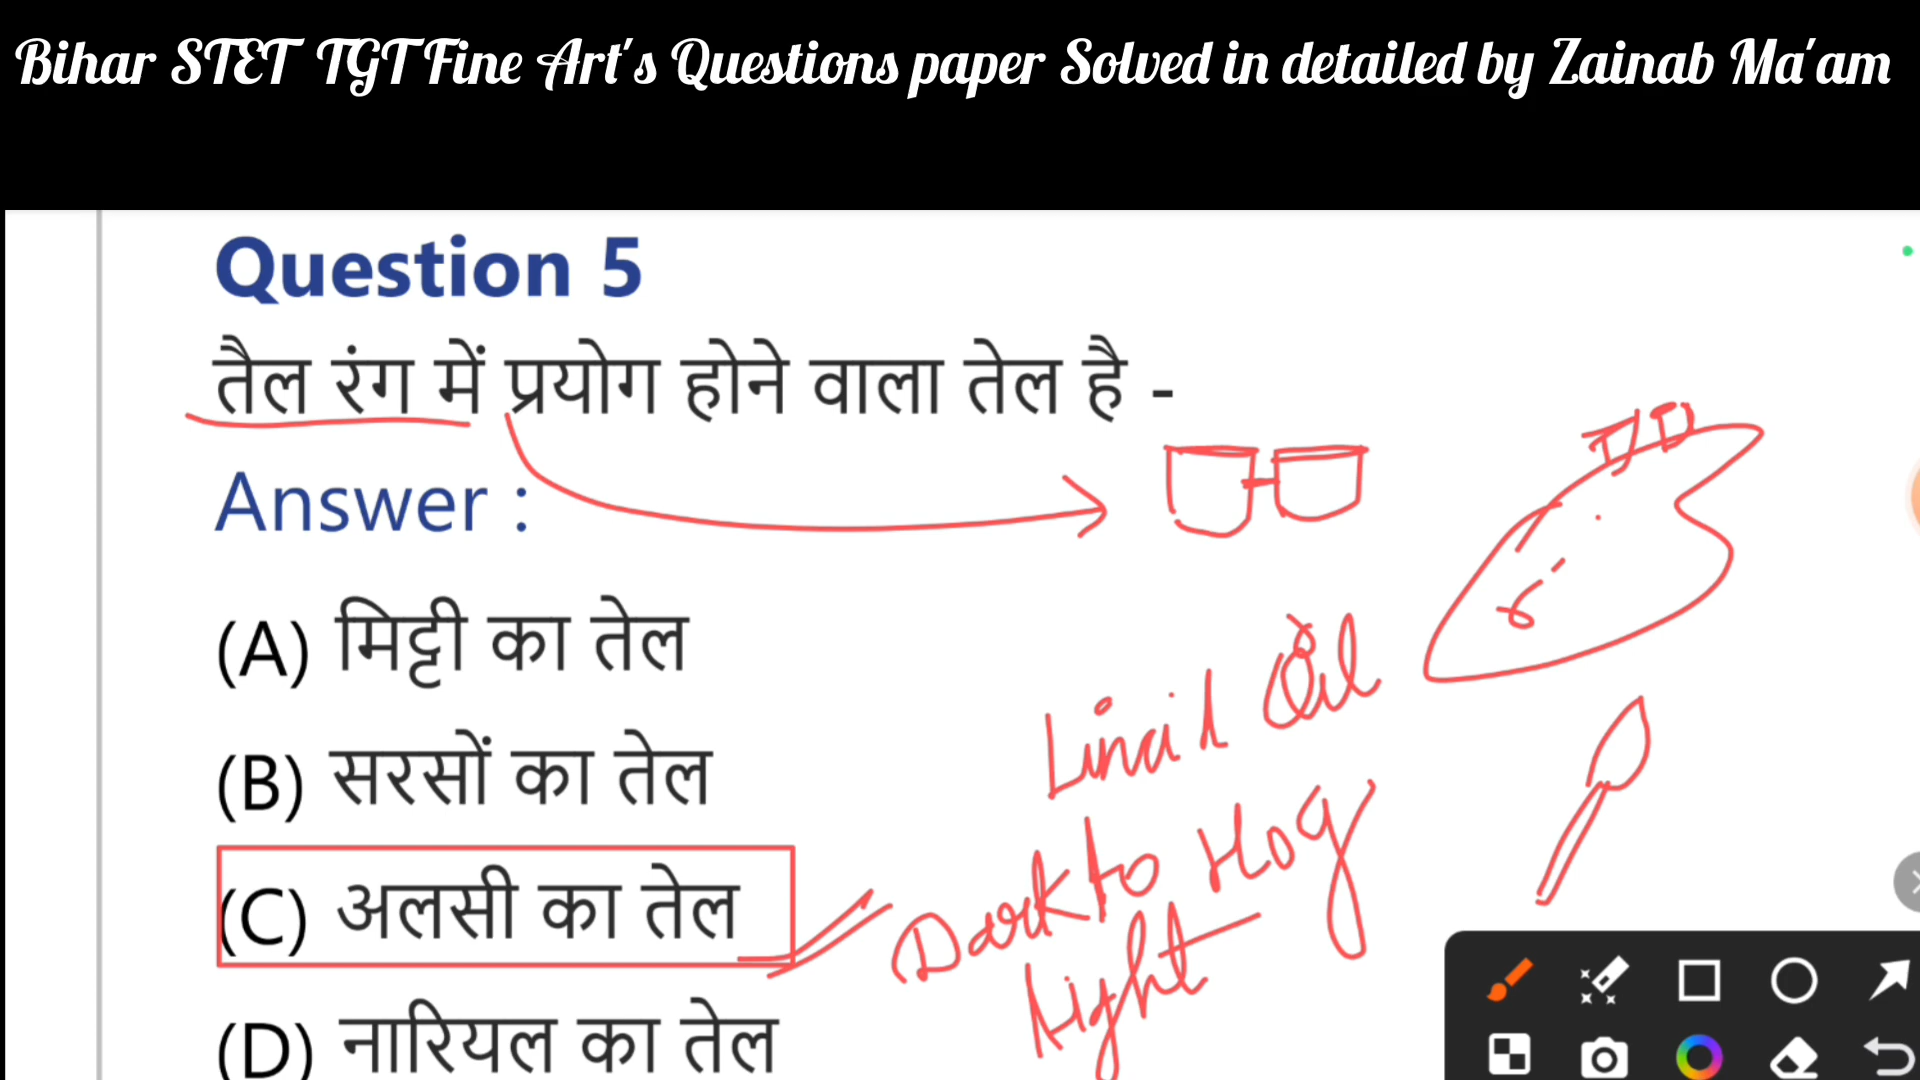 Bihar STET TGT Fine Art's Questions paper Solved in detailed by Zainab Ma'am
Question 5
तैल रंग में प्रयोग होने वाला तेल है -
Answer :
(A) मिट्टी का तेल
(B) सरसों का तेल
(C) अलसी का तेल
(D) नारियल का तेल
Oil
Dark to Hog
light